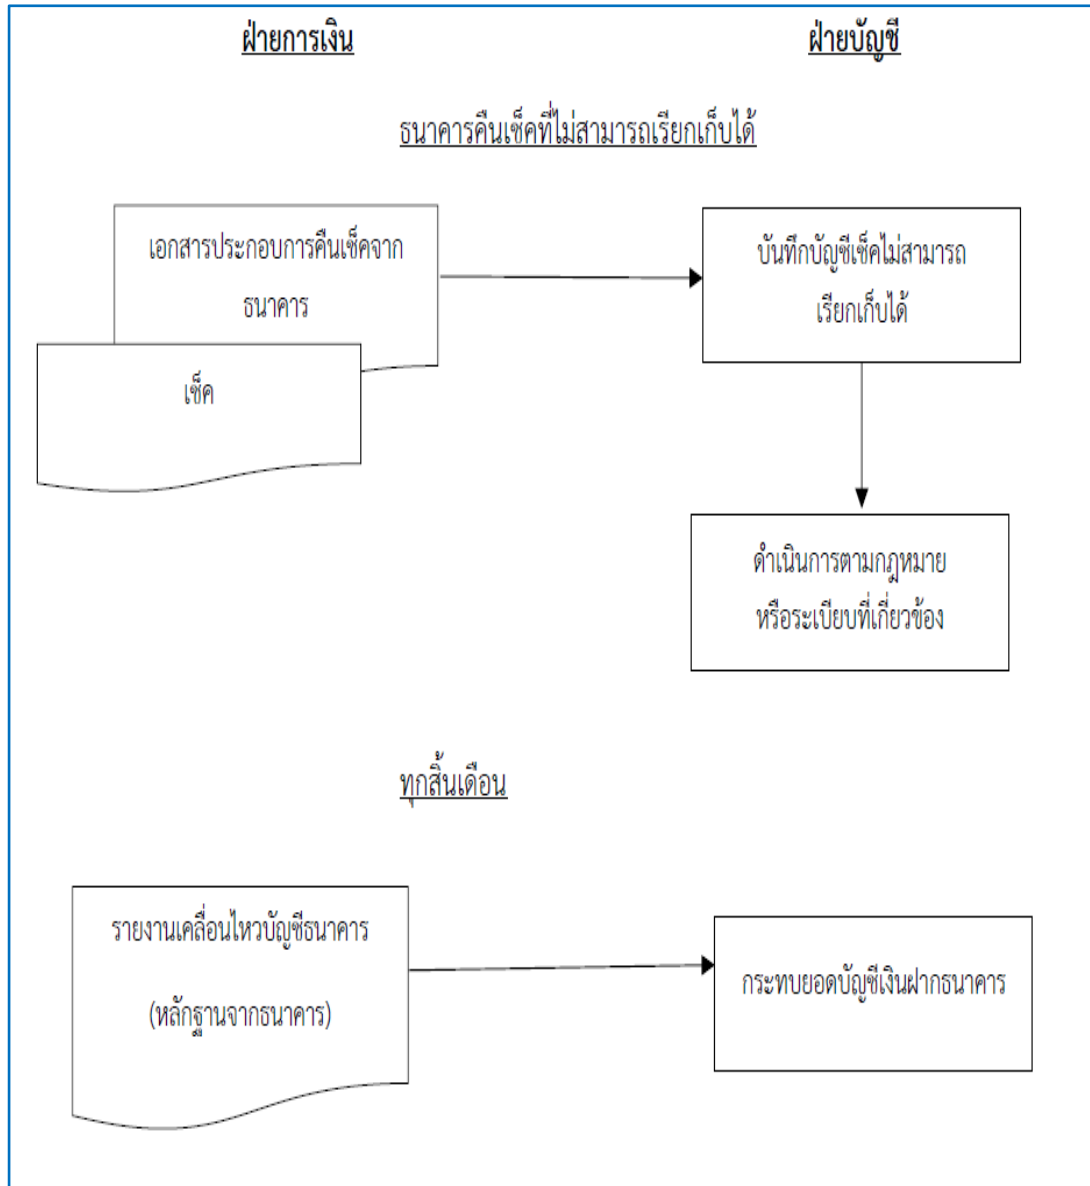 ฝ่ายการเงิน
ฝ่ายบัญชี
ธนาคารคืนเช็คที่ไม่สามารถเรียกเก็บได้
เอกสารประกอบการคืนเช็คจาก
ธนาคาร
เช็ค
บันทึกบัญชีเช็คไม่สามารถ
เรียกเก็บได้
ดำเนินการตามกฎหมาย
หรือระเบียบที่เกี่ยวข้อง
ทุกสิ้นเดือน
รายงานเคลื่อนไหวบัญชีธนาคาร
(หลักฐานจากธนาคาร)
กระทบยอดบัญชีเงินฝากธนาคาร